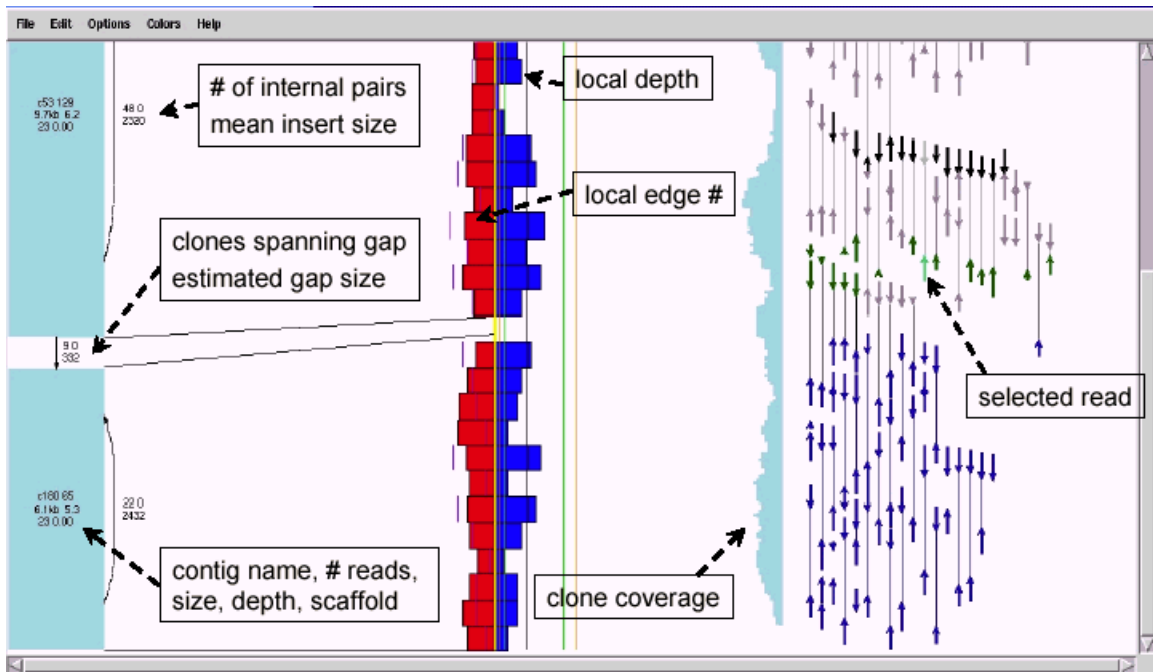 File Edit Options Colors Help
# of internal pairs
mean insert size
local depth
c53 129
9.7kb 6.2
23 0.00
48.0
2320
local edge #
clones spanning gap
estimated gap size
9.0
332
selected read
c180 65
6.1kb 5.3
23 0.00
22.0
2432
contig name, # reads,
size, depth, scaffold
clone coverage